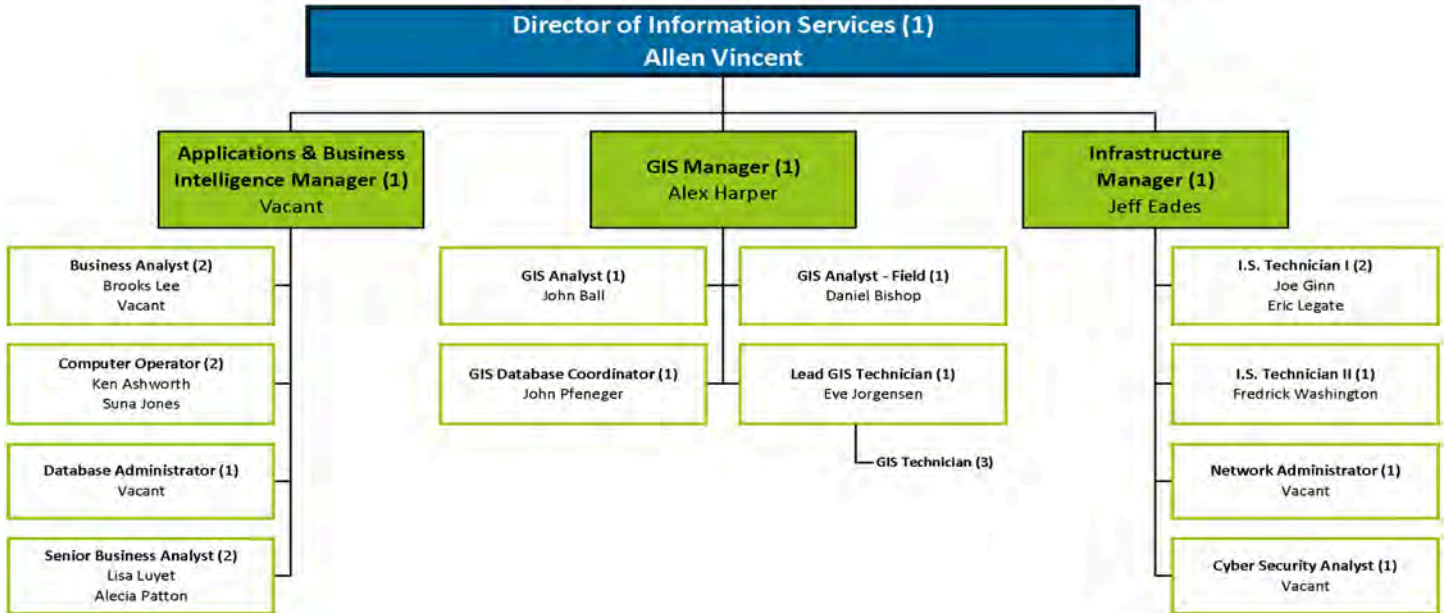 Director of Information Services (1)
Allen Vincent
Applications & Business
Intelligence Manager (1)
Vacant
GIS Manager (1)
Alex Harper
Infrastructure
Manager (1)
Jeff Eades
Business Analyst (2)
Brooks Lee
Vacant
Computer Operator (2)
Ken Ashworth
Suna Jones
Database Administrator (1)
Vacant
Senior Business Analyst (2)
Lisa Luyet
Alecia Patton
GIS Analyst (1)
John Ball
GIS Analyst - Field (1)
Daniel Bishop
GIS Database Coordinator (1)
John Pfeneger
Lead GIS Technician (1)
Eve Jorgensen
GIS Technician (3)
I.S. Technician I (2)
Joe Ginn
Eric Legate
I.S. Technician II (1)
Fredrick Washington
Network Administrator (1)
Vacant
Cyber Security Analyst (1)
Vacant